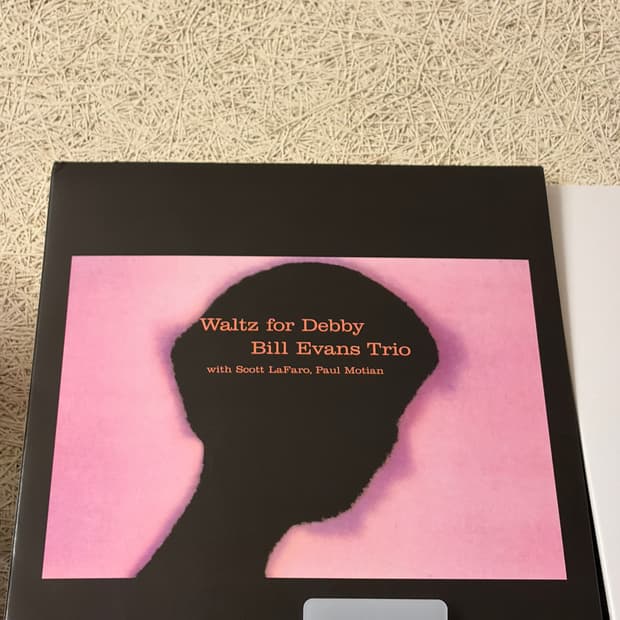 Waltz for Debby
Bill Evans Trio
with Scott LaFaro, Paul Motian